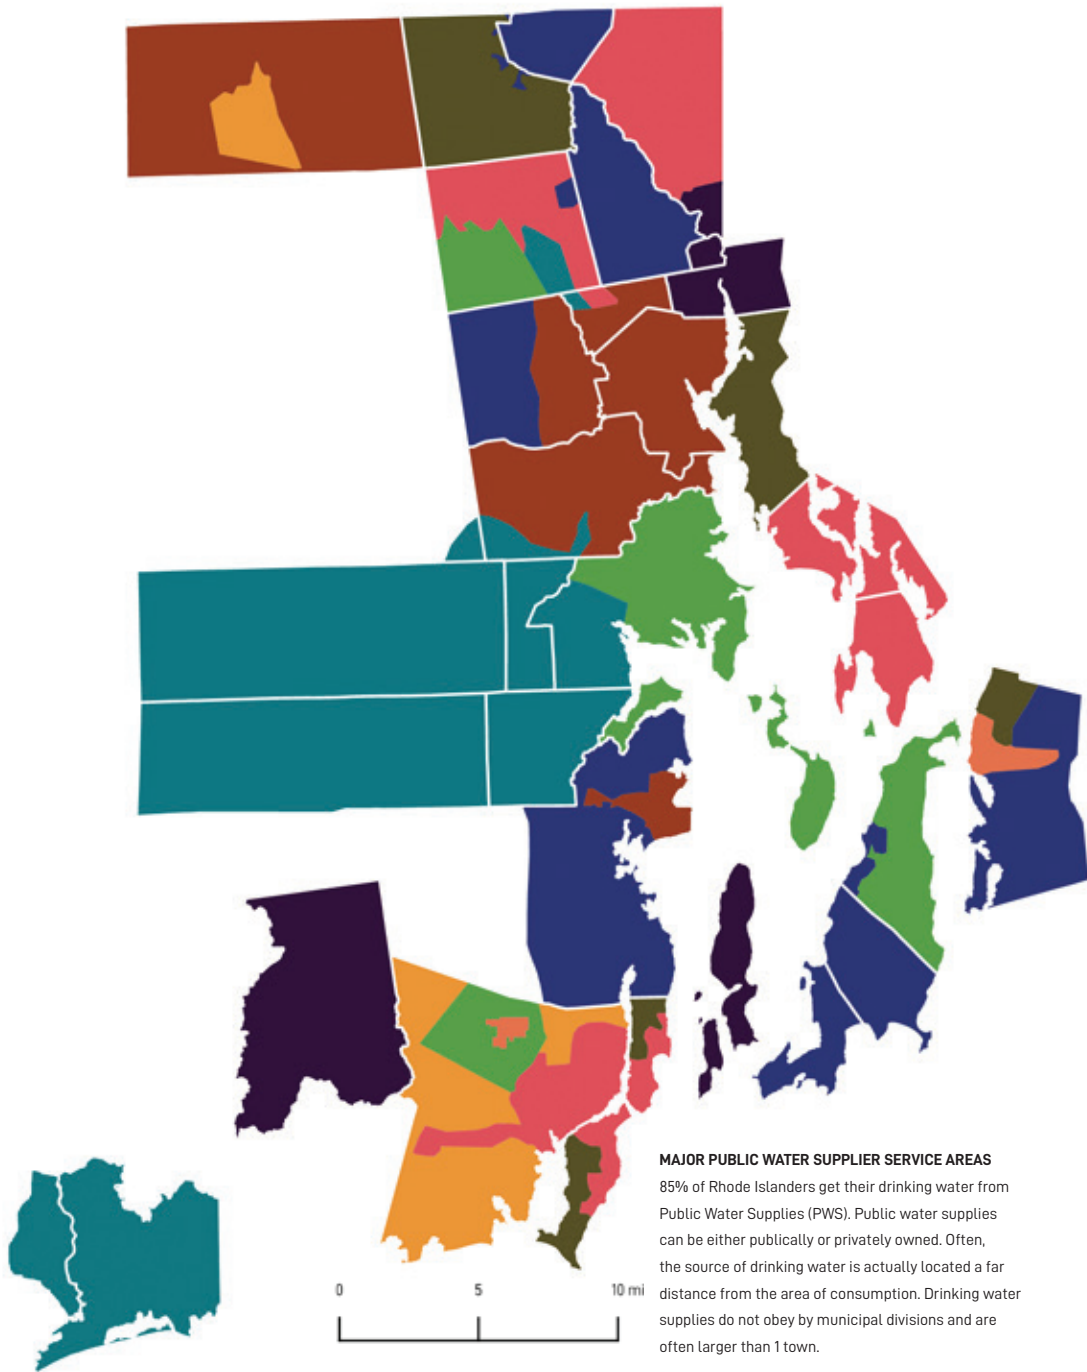 MAJOR PUBLIC WATER SUPPLIER SERVICE AREAS
85% of Rhode Islanders get their drinking water from
Public Water Supplies (PWS). Public water supplies
can be either publically or privately owned. Often,
the source of drinking water is actually located a far
distance from the area of consumption. Drinking water
supplies do not obey by municipal divisions and are
often larger than 1 town.
0 5 10 mi